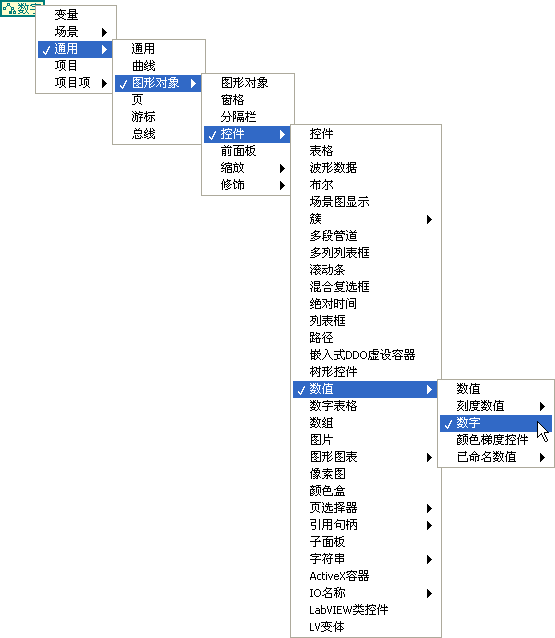 数字
变量
场景
通用
项目
项目项
通用
曲线
图形对象
页
游标
总线
图形对象
窗格
分隔栏
控件
前面板
缩放
修饰
控件
表格
波形数据
布尔
场景图显示
簇
多段管道
多列列表框
滚动条
混合复选框
绝对时间
列表框
路径
嵌入式DDO虚设容器
树形控件
数值
数字表格
数组
图片
图形图表
像素图
颜色盒
页选择器
引用句柄
子面板
字符串
ActiveX容器
IO名称
LabVIEW类控件
LV变体
数值
刻度数值
数字
颜色梯度控件
已命名数值